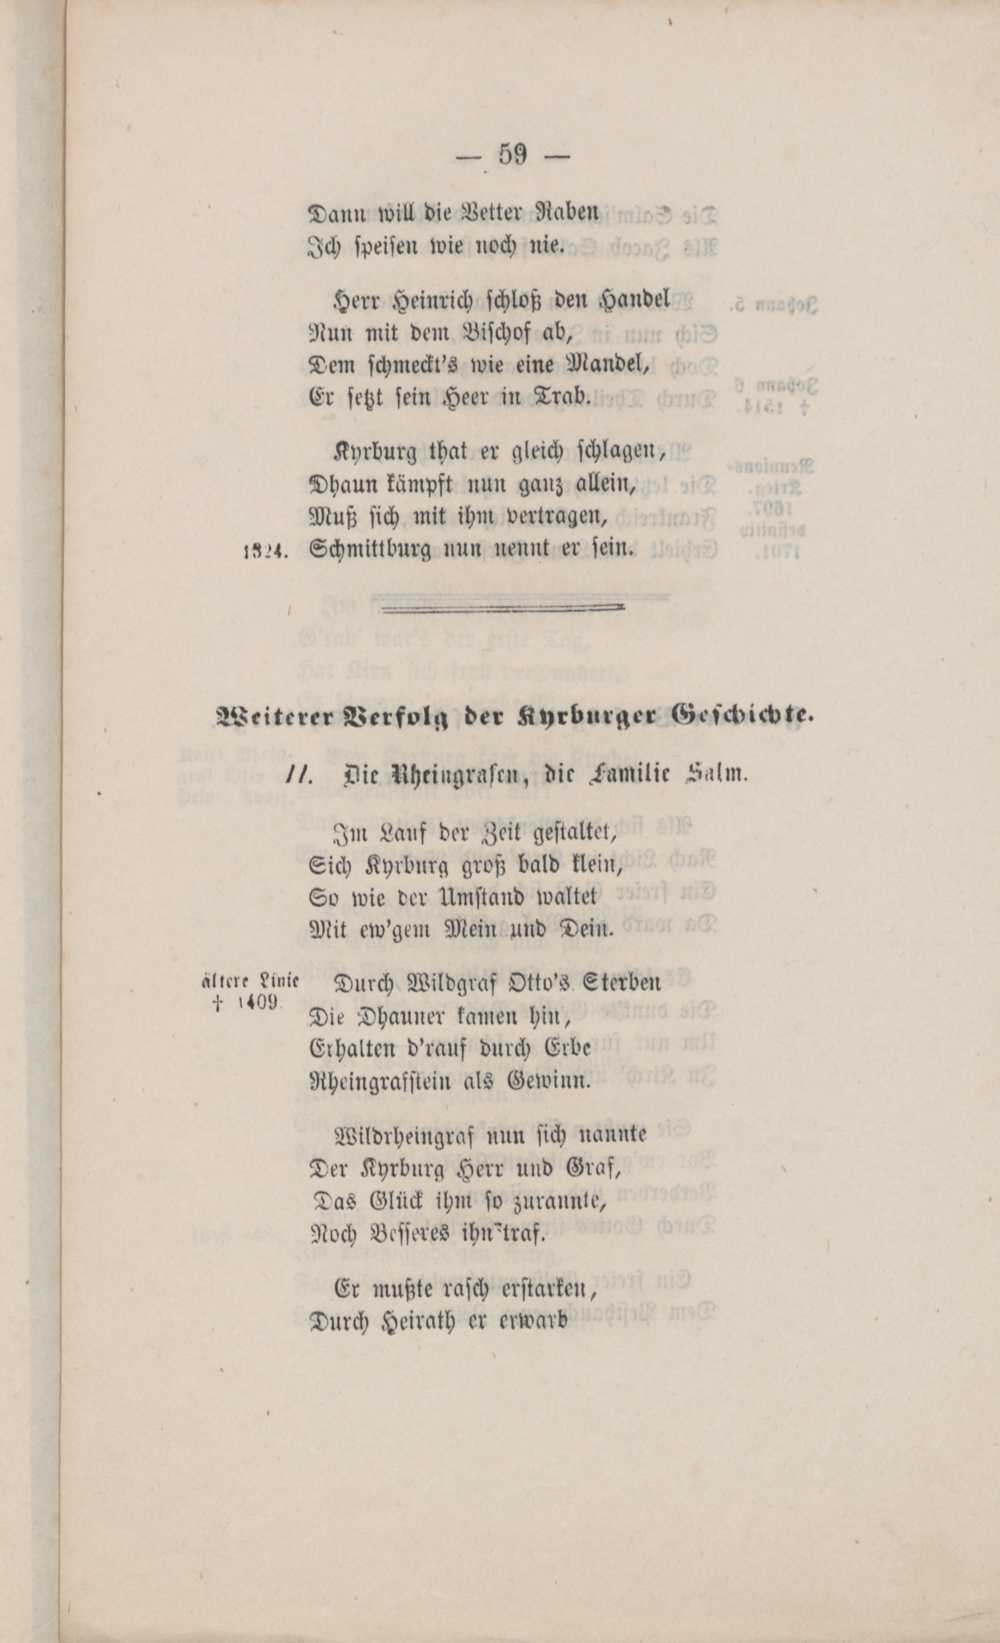 — 59 —
Dann will die Vetter Raben
Ich speisen wie noch nie.
Herr Heinrich schloß den Handel
Nun mit dem Bischof ab,
Dem schmeckt's wie eine Mandel,
Er setzt sein Heer in Trab.
Kyrburg that er gleich schlagen,
Dhaun kämpft nun ganz allein,
Muß sich mit ihm vertragen,
1324. Schmittburg nun nennt er sein.
Weiterer Verfolg der Kyrburger Geschichte.
II. Die Rheingrafen, die Familie Salm.
Im Lauf der Zeit gestaltet,
Sich Kyrburg groß bald klein,
So wie der Umstand waltet
Mit ew'gem Mein und Dein.
ältere Linie
† 1409.
Durch Wildgraf Otto's Sterben
Die Dhauner kamen hin,
Erhalten d'rauf durch Erbe
Rheingrafstein als Gewinn.
Wildrheingraf nun sich nannte
Der Kyrburg Herr und Graf,
Das Glück ihm so zurannte,
Noch Besseres ihn traf.
Er mußte rasch erstarken,
Durch Heirath er erwarb